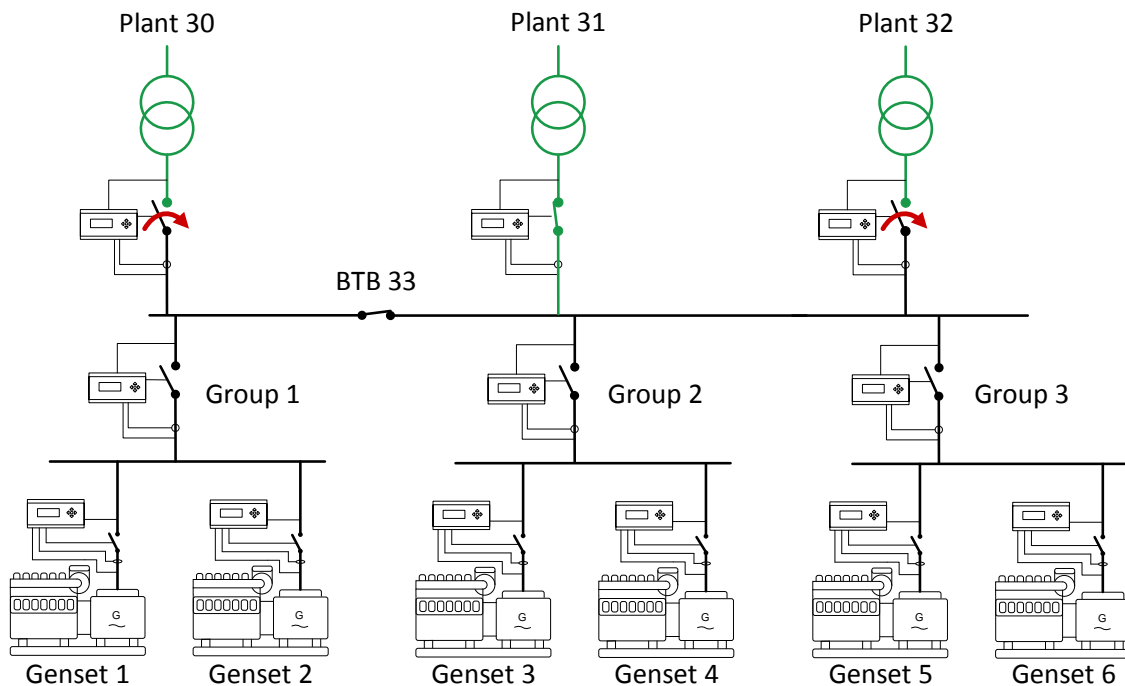 Plant 30
Plant 31
Plant 32
BTB 33
Group 1
Group 2
Group 3
G
G
G
G
G
G
Genset 1
Genset 2
Genset 3
Genset 4
Genset 5
Genset 6